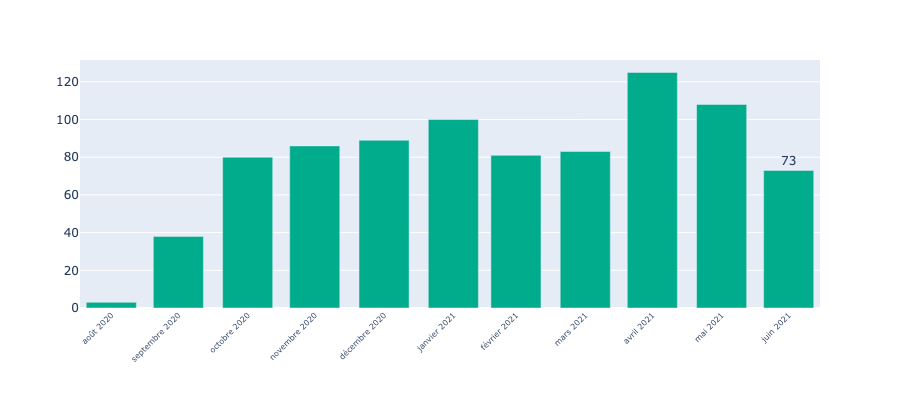 120
100
80
60
40
20
0
73
août 2020
septembre 2020
octobre 2020
novembre 2020
décembre 2020
janvier 2021
février 2021
mars 2021
avril 2021
mai 2021
juin 2021